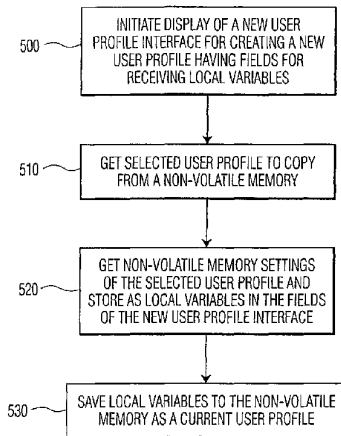 500
INITIATE DISPLAY OF A NEW USER
PROFILE INTERFACE FOR CREATING A NEW
USER PROFILE HAVING FIELDS FOR
RECEIVING LOCAL VARIABLES
510
GET SELECTED USER PROFILE TO COPY
FROM A NON-VOLATILE MEMORY
520
GET NON-VOLATILE MEMORY SETTINGS
OF THE SELECTED USER PROFILE AND
STORE AS LOCAL VARIABLES IN THE FIELDS
OF THE NEW USER PROFILE INTERFACE
530
SAVE LOCAL VARIABLES TO THE NON-VOLATILE
MEMORY AS A CURRENT USER PROFILE